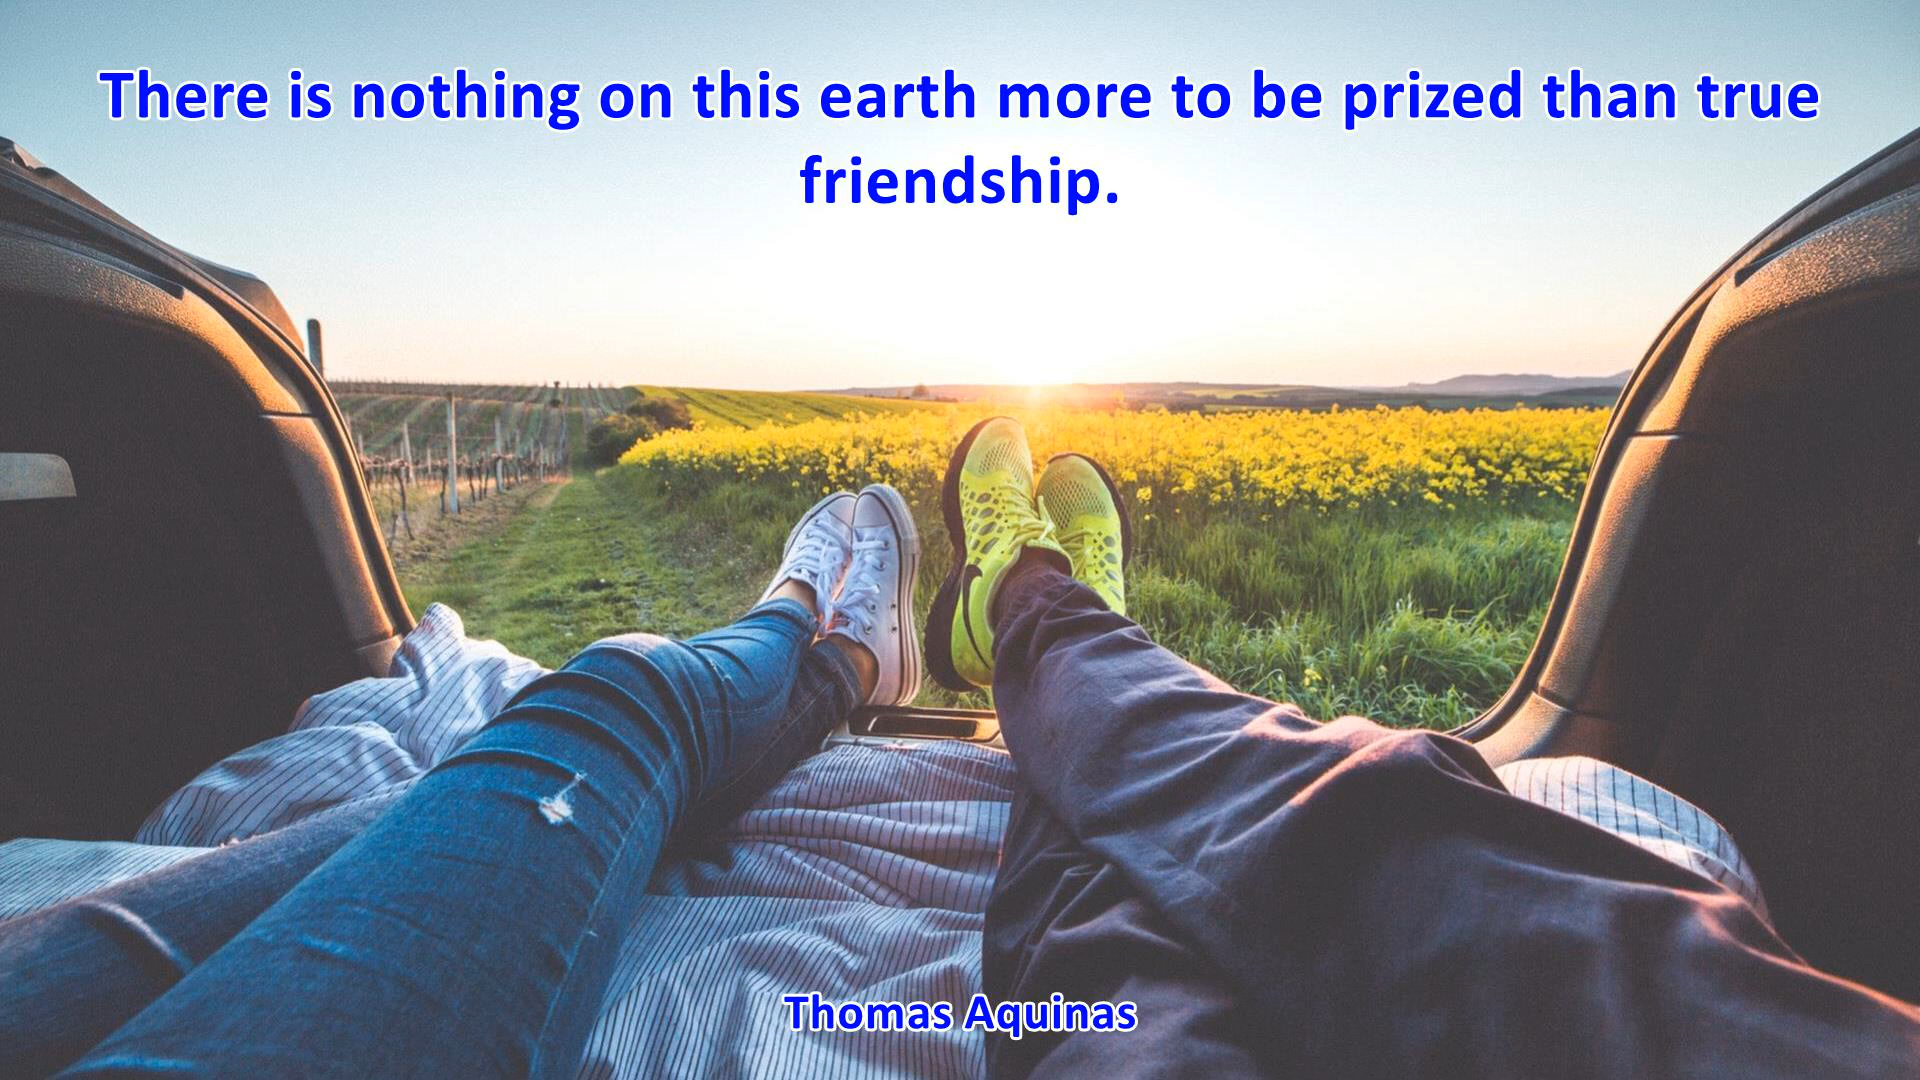 There is nothing on this earth more to be prized than true
friendship.
Thomas Aquinas